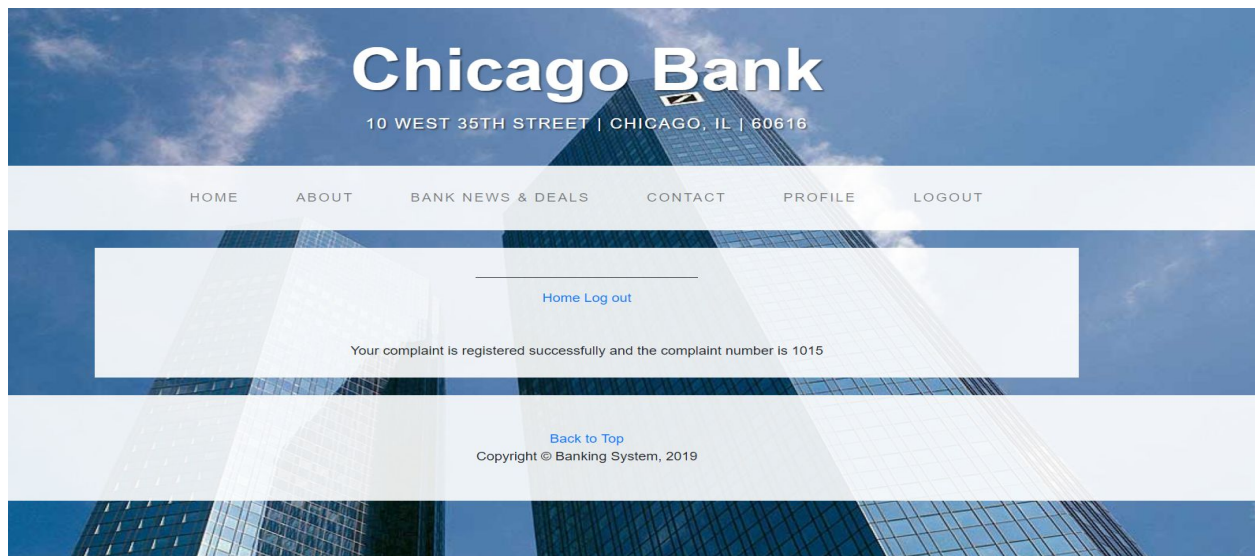 Chicago Bank
10 WEST 35TH STREET | CHICAGO, IL | 60616
HOME ABOUT BANK NEWS & DEALS CONTACT PROFILE LOGOUT
Home Log out
Your complaint is registered successfully and the complaint number is 1015
Back to Top
Copyright © Banking System, 2019